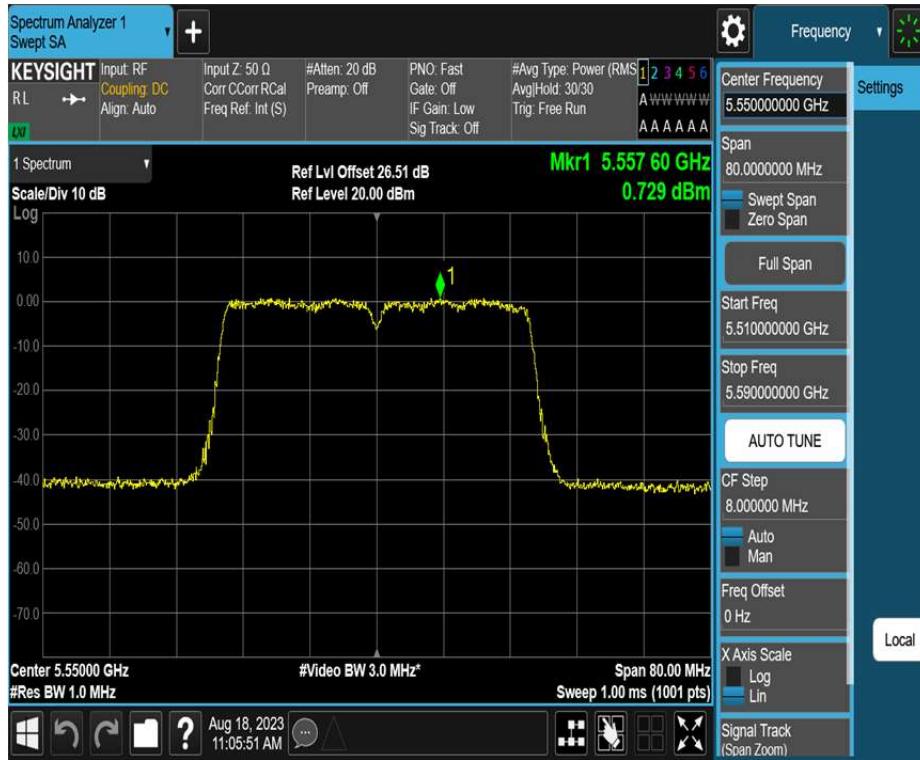 Spectrum Analyzer 1
Swept SA
+
Frequency
KEYSIGHT
R L
LXI
Input: RF
Coupling: DC
Align: Auto
Input Z: 50 Ω
Corr CCorr RCal
Freq Ref: Int (S)
#Atten: 20 dB
Preamp: Off
PNO: Fast
Gate: Off
IF Gain: Low
Sig Track: Off
#Avg Type: Power (RMS
Avg|Hold: 30/30
Trig: Free Run
1 2 3 4 5 6
A W W W W W
A A A A A A
1 Spectrum
Scale/Div 10 dB
Log
Ref Lvl Offset 26.51 dB
Ref Level 20.00 dBm
Mkr1 5.557 60 GHz
0.729 dBm
10.0
0.00
-10.0
-20.0
-30.0
-40.0
-50.0
-60.0
-70.0
1
Center 5.55000 GHz
#Res BW 1.0 MHz
#Video BW 3.0 MHz*
Span 80.00 MHz
Sweep 1.00 ms (1001 pts)
?
Aug 18, 2023
11:05:51 AM
Center Frequency
5.55000000 GHz
Settings
Span
80.0000000 MHz
Swept Span
Zero Span
Full Span
Start Freq
5.510000000 GHz
Stop Freq
5.590000000 GHz
AUTO TUNE
CF Step
8.000000 MHz
Auto
Man
Freq Offset
0 Hz
Local
X Axis Scale
Log
Lin
Signal Track
(Span Zoom)